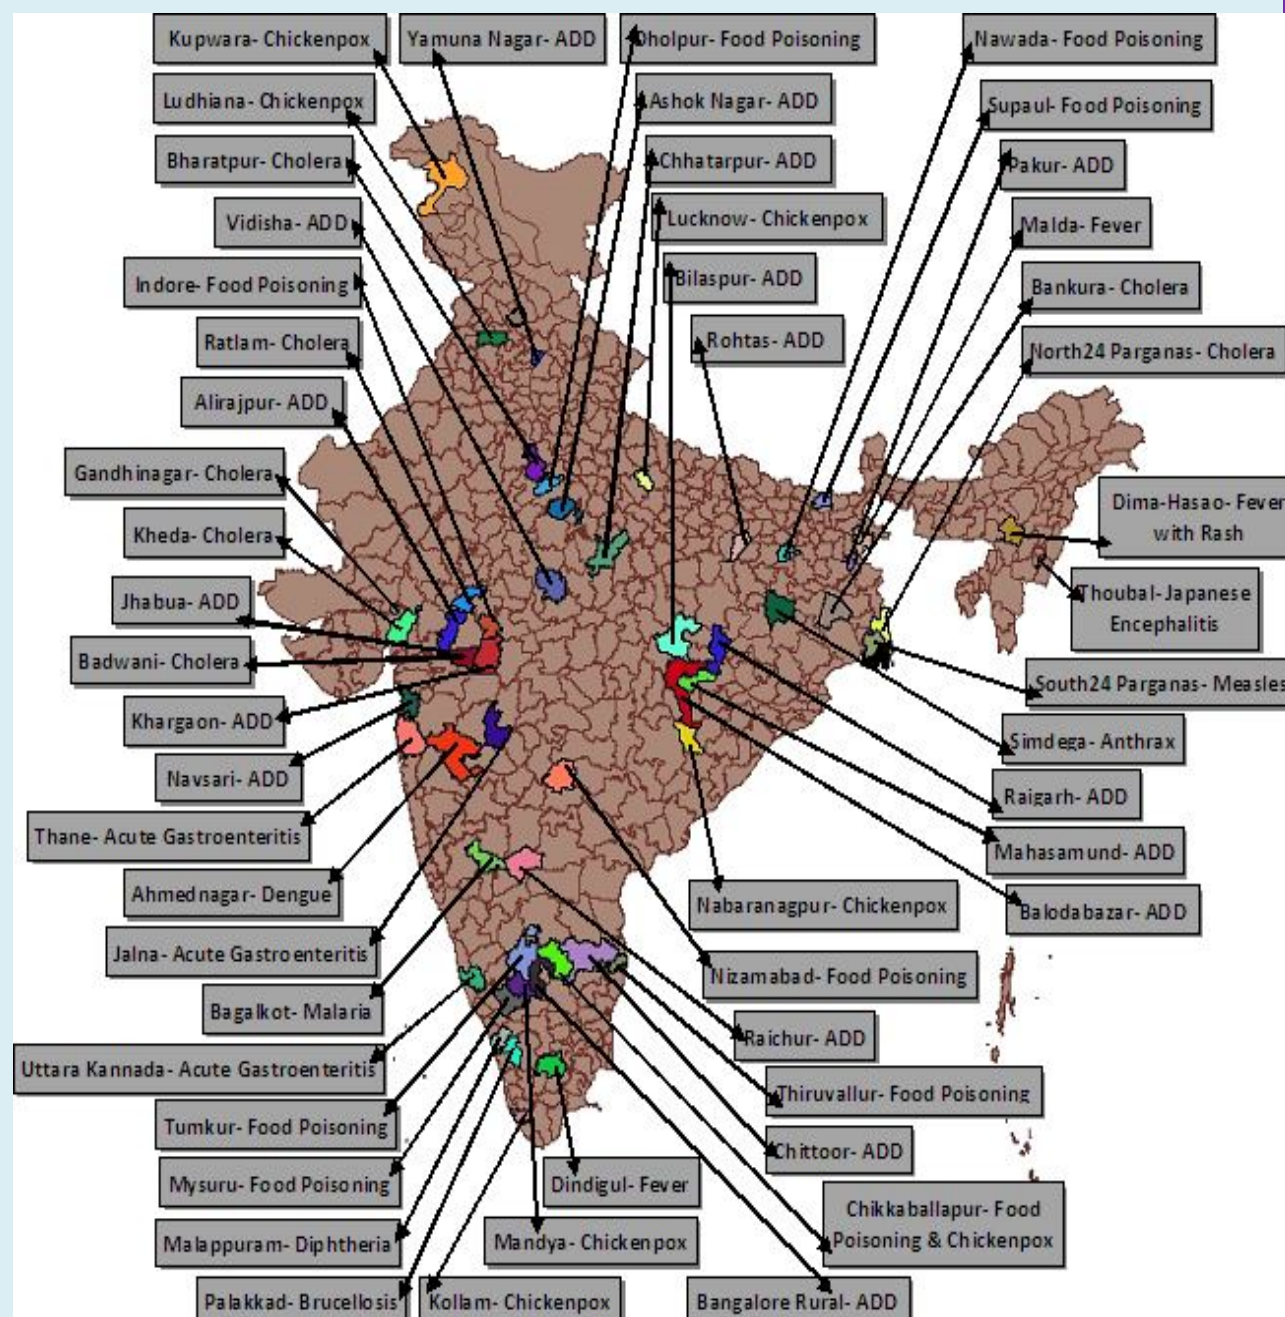 Kupwara- Chickenpox
Yamuna Nagar- ADD
Dholpur- Food Poisoning
Nawada- Food Poisoning
Ludhiana- Chickenpox
Ashok Nagar- ADD
Supaul- Food Poisoning
Bharatpur- Cholera
Chhatarpur- ADD
Pakur- ADD
Vidisha- ADD
Lucknow- Chickenpox
Malda- Fever
Indore- Food Poisoning
Bilaspur- ADD
Bankura- Cholera
Ratlam- Cholera
Rohtas- ADD
North24 Parganas- Cholera
Alirajpur- ADD
Gandhinagar- Cholera
Dima-Hasao- Fever
with Rash
Kheda- Cholera
Jhabua- ADD
Thoubal-Japanese
Encephalitis
Badwani- Cholera
South24 Parganas- Measles
Khargaon- ADD
Simdega- Anthrax
Navsari- ADD
Raigarh- ADD
Thane- Acute Gastroenteritis
Mahasamund- ADD
Ahmednagar- Dengue
Nabaranagpur- Chickenpox
Balodabazar- ADD
Jalna- Acute Gastroenteritis
Nizamabad- Food Poisoning
Bagalkot- Malaria
Raichur- ADD
Uttara Kannada- Acute Gastroenteritis
Thiruvallur- Food Poisoning
Tumkur- Food Poisoning
Chittoor- ADD
Mysuru- Food Poisoning
Dindigul- Fever
Chikkaballapur- Food
Poisoning & Chickenpox
Malappuram- Diphtheria
Mandya- Chickenpox
Palakkad- Brucellosis
Kollam- Chickenpox
Bangalore Rural- ADD